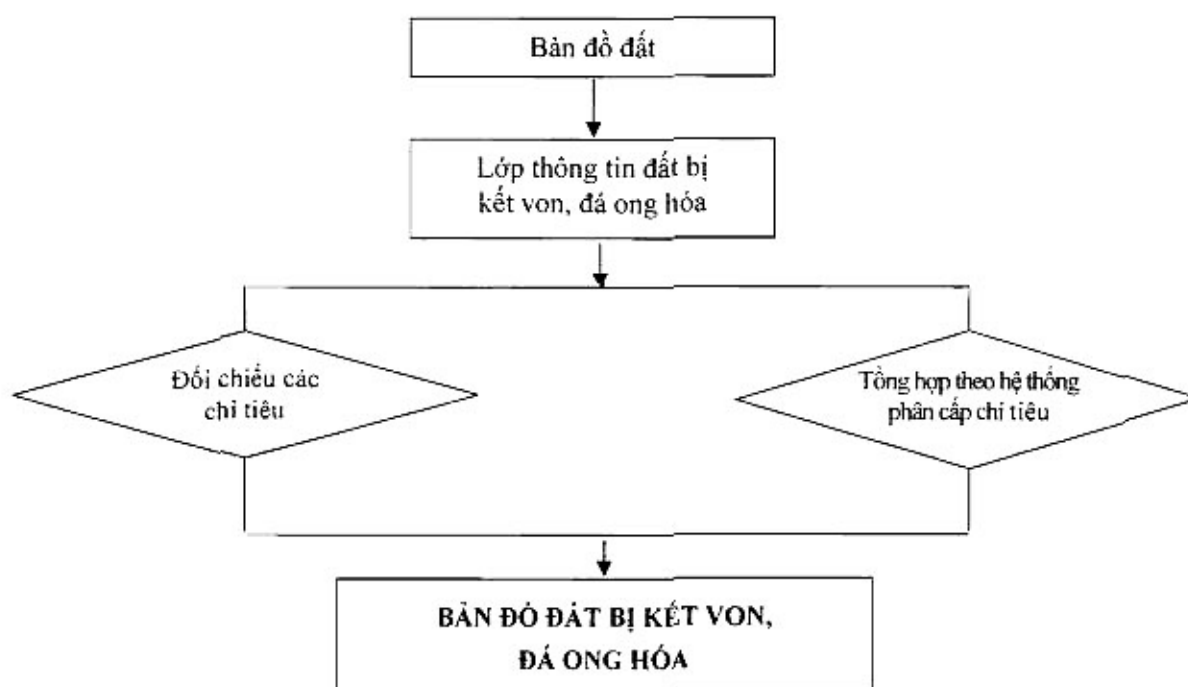 Bản đồ đất
Lớp thông tin đất bị
kết von, đá ong hóa
Đối chiếu các
chỉ tiêu
Tổng hợp theo hệ thống
phân cấp chỉ tiêu
BẢN ĐỒ ĐẤT BỊ KẾT VON,
ĐÁ ONG HÓA